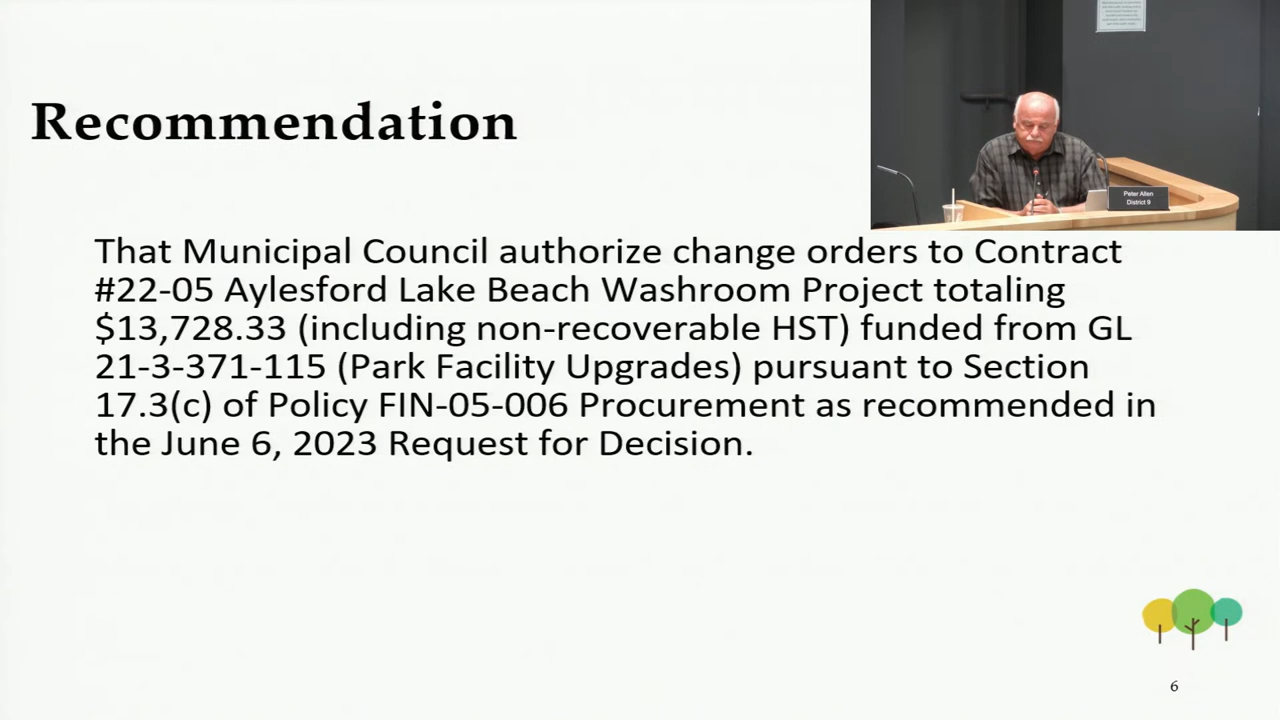 Recommendation
Peter Allen
District 9
That Municipal Council authorize change orders to Contract
#22-05 Aylesford Lake Beach Washroom Project totaling
$13,728.33 (including non-recoverable HST) funded from GL
21-3-371-115 (Park Facility Upgrades) pursuant to Section
17.3(c) of Policy FIN-05-006 Procurement as recommended in
the June 6, 2023 Request for Decision.
6